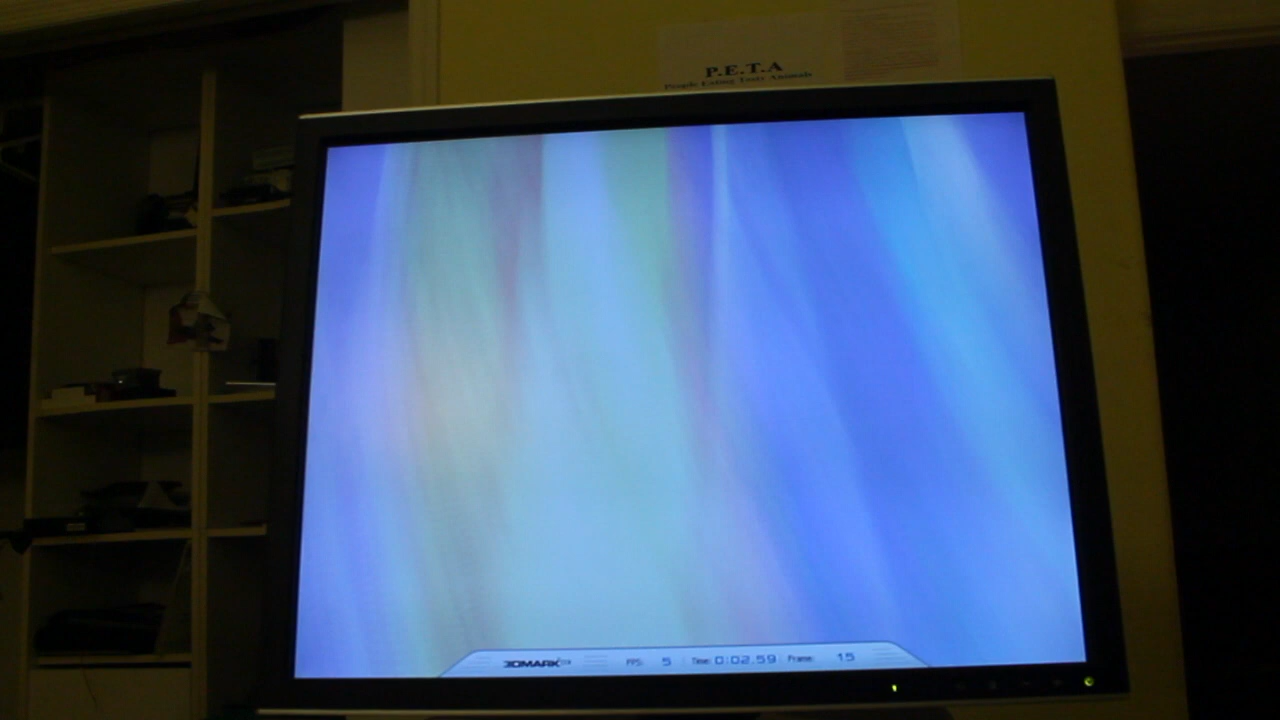 P.E.T.A
People Eating Tasty Animals
3DMARK FPS: 5 Time: 0:02.59 Frame: 15